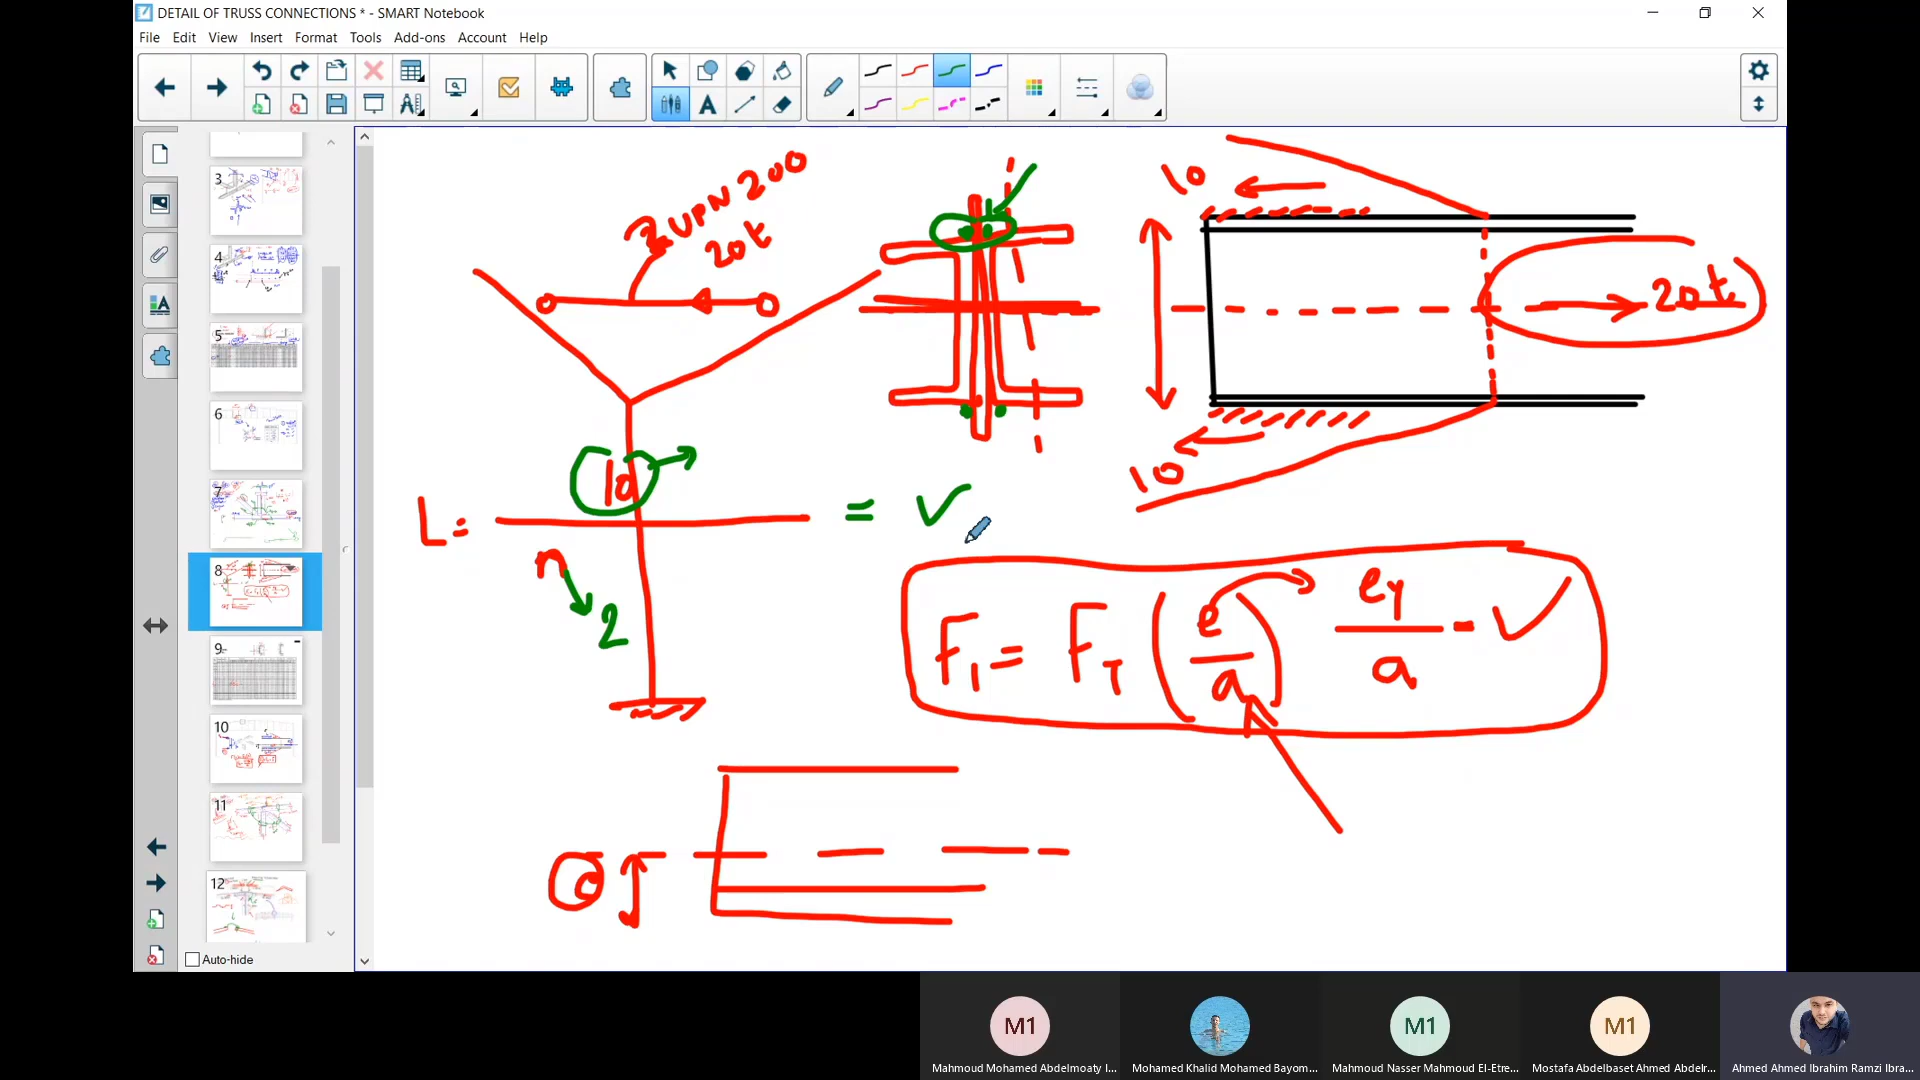 DETAIL OF TRUSS CONNECTIONS * - SMART Notebook
File Edit View Insert Format Tools Add-ons Account Help
3
4
5
6
7
8
9
10
11
12
Auto-hide
2 UPN 200
20t
10
20t
10
10
L =
= ✓
n
2
F1 = FT (e/a)
ey/a = ✓
e
M1
M1
M1
Mahmoud Mohamed Abdelmoaty I...
Mohamed Khalid Mohamed Bayom...
Mahmoud Nasser Mahmoud El-Etre...
Mostafa Abdelbaset Ahmed Abdelr...
Ahmed Ahmed Ibrahim Ramzi Ibra...